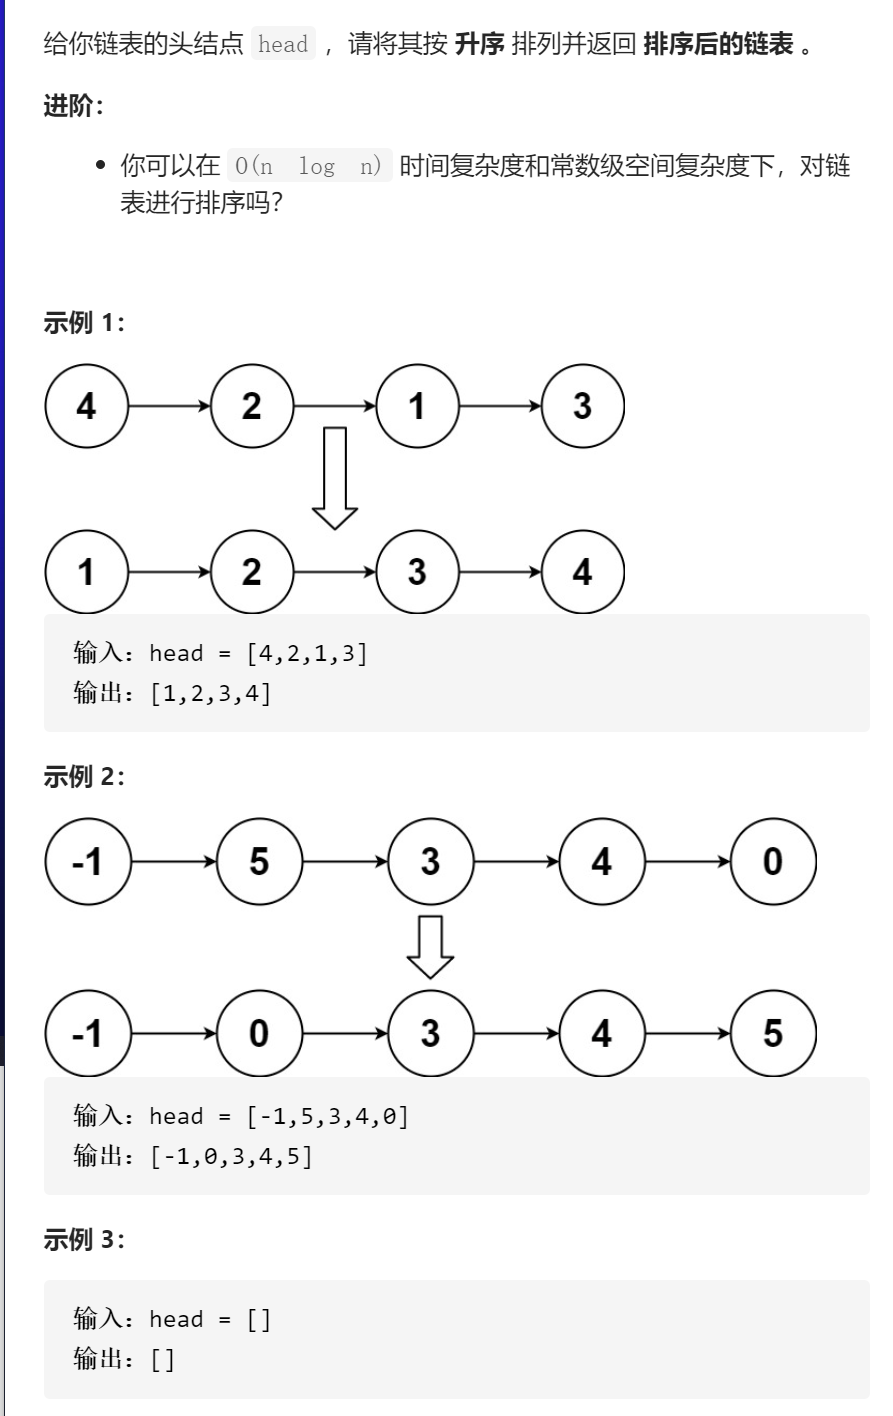 给你链表的头结点 head ，请将其按 升序 排列并返回 排序后的链表 。
进阶：
你可以在 O(n log n) 时间复杂度和常数级空间复杂度下，对链
表进行排序吗？
示例 1：
4 2 1 3
1 2 3 4
输入：head = [4,2,1,3]
输出：[1,2,3,4]
示例 2：
-1 5 3 4 0
-1 0 3 4 5
输入：head = [-1,5,3,4,0]
输出：[-1,0,3,4,5]
示例 3：
输入：head = []
输出：[]